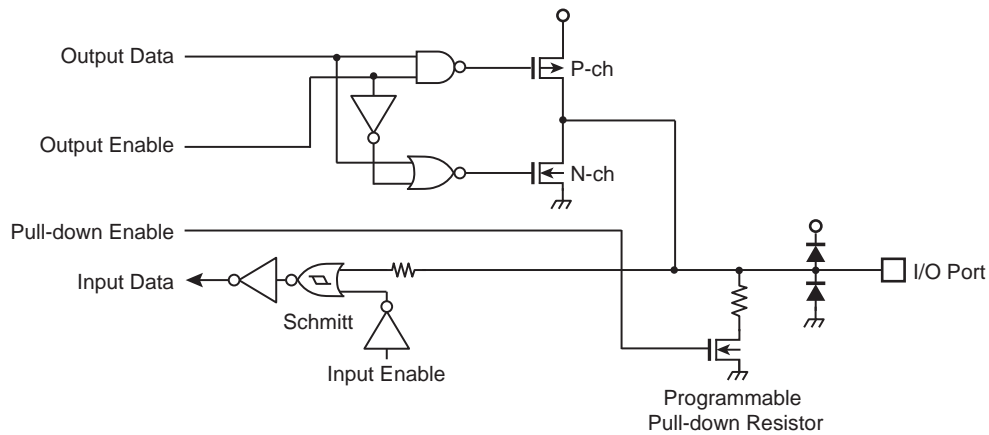 Output Data
P-ch
Output Enable
N-ch
Pull-down Enable
Input Data
I/O Port
Schmitt
Input Enable
Programmable
Pull-down Resistor